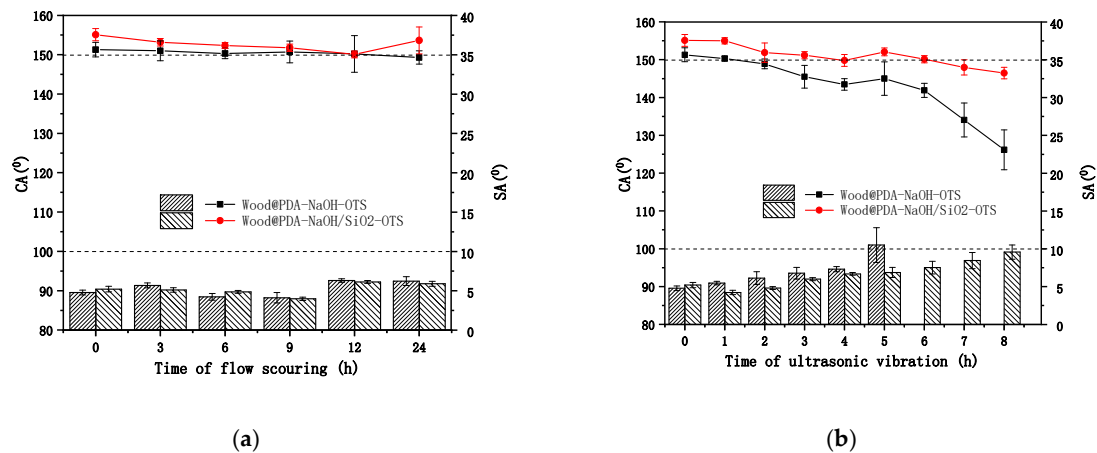 160
150
140
130
120
110
100
90
80
CA(⁰)
40
35
30
25
20
15
10
5
0
SA(⁰)
Wood@PDA-NaOH-OTS
Wood@PDA-NaOH/SiO2-OTS
0 3 6 9 12 24
Time of flow scouring (h)
(a)
160
150
140
130
120
110
100
90
80
CA(⁰)
40
35
30
25
20
15
10
5
0
SA(⁰)
Wood@PDA-NaOH-OTS
Wood@PDA-NaOH/SiO2-OTS
0 1 2 3 4 5 6 7 8
Time of ultrasonic vibration (h)
(b)